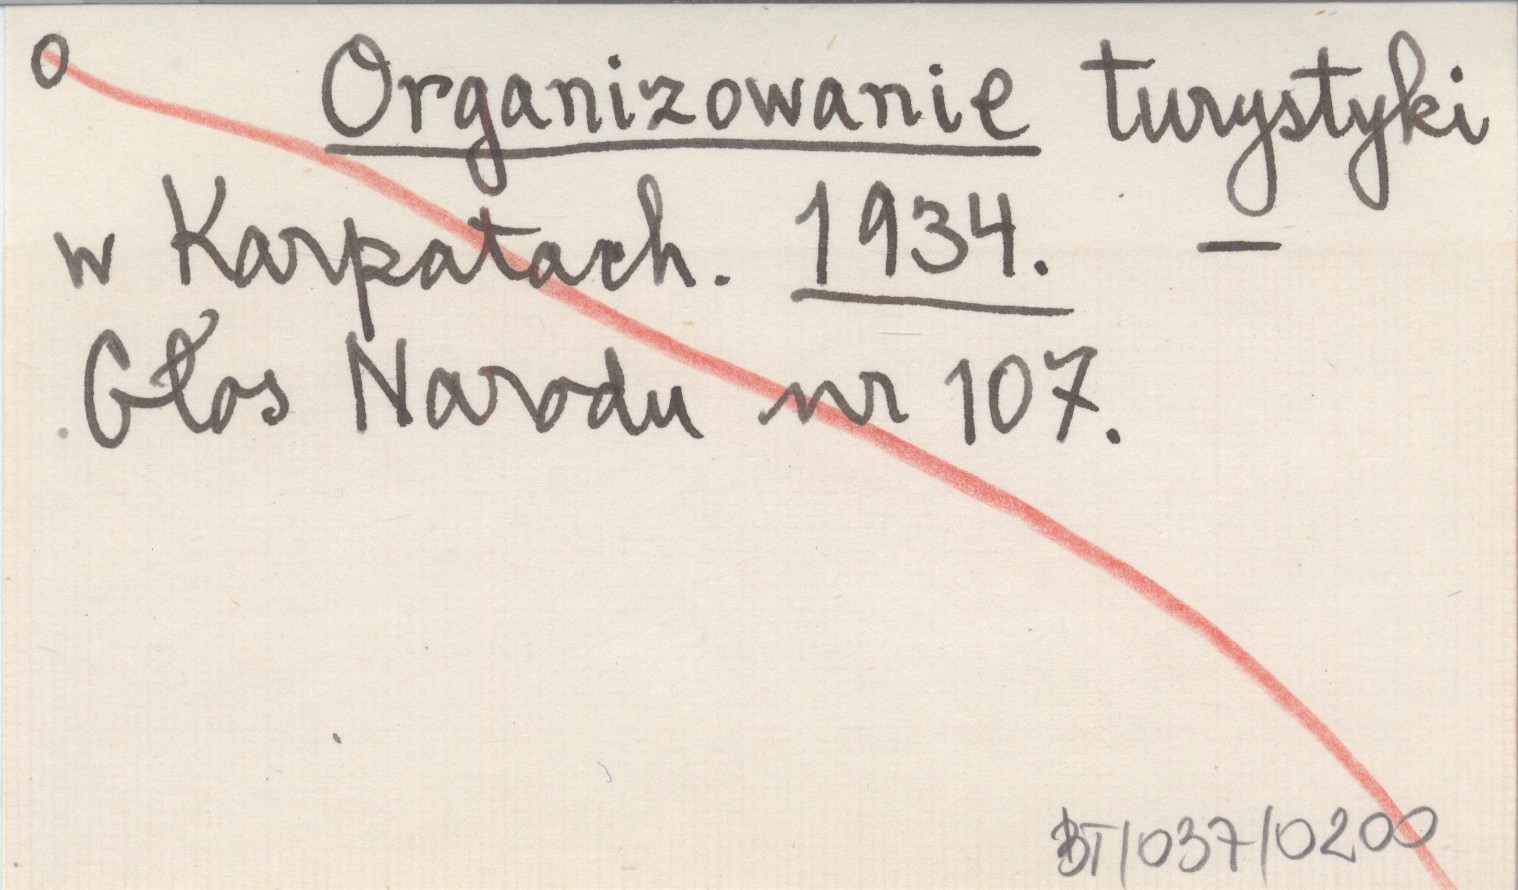 O Organizowanie turystyki
w Karpatach. 1934.
Głos Narodu nr 107.
BT/037/0200